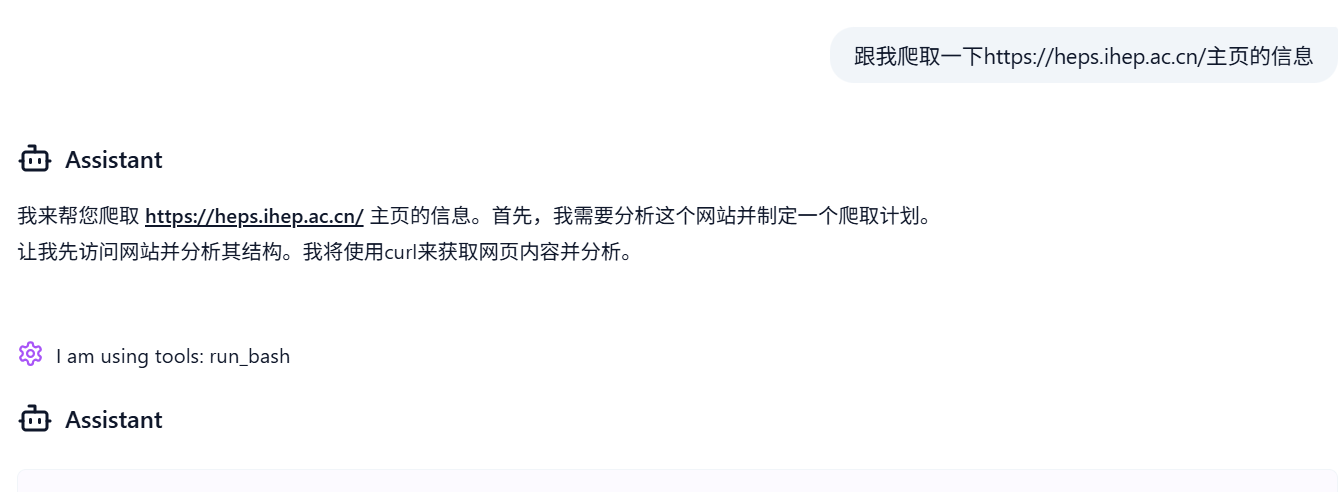 跟我爬取一下https://heps.ihep.ac.cn/主页的信息
Assistant
我来帮您爬取 https://heps.ihep.ac.cn/ 主页的信息。首先，我需要分析这个网站并制定一个爬取计划。
让我先访问网站并分析其结构。我将使用curl来获取网页内容并分析。
I am using tools: run_bash
Assistant